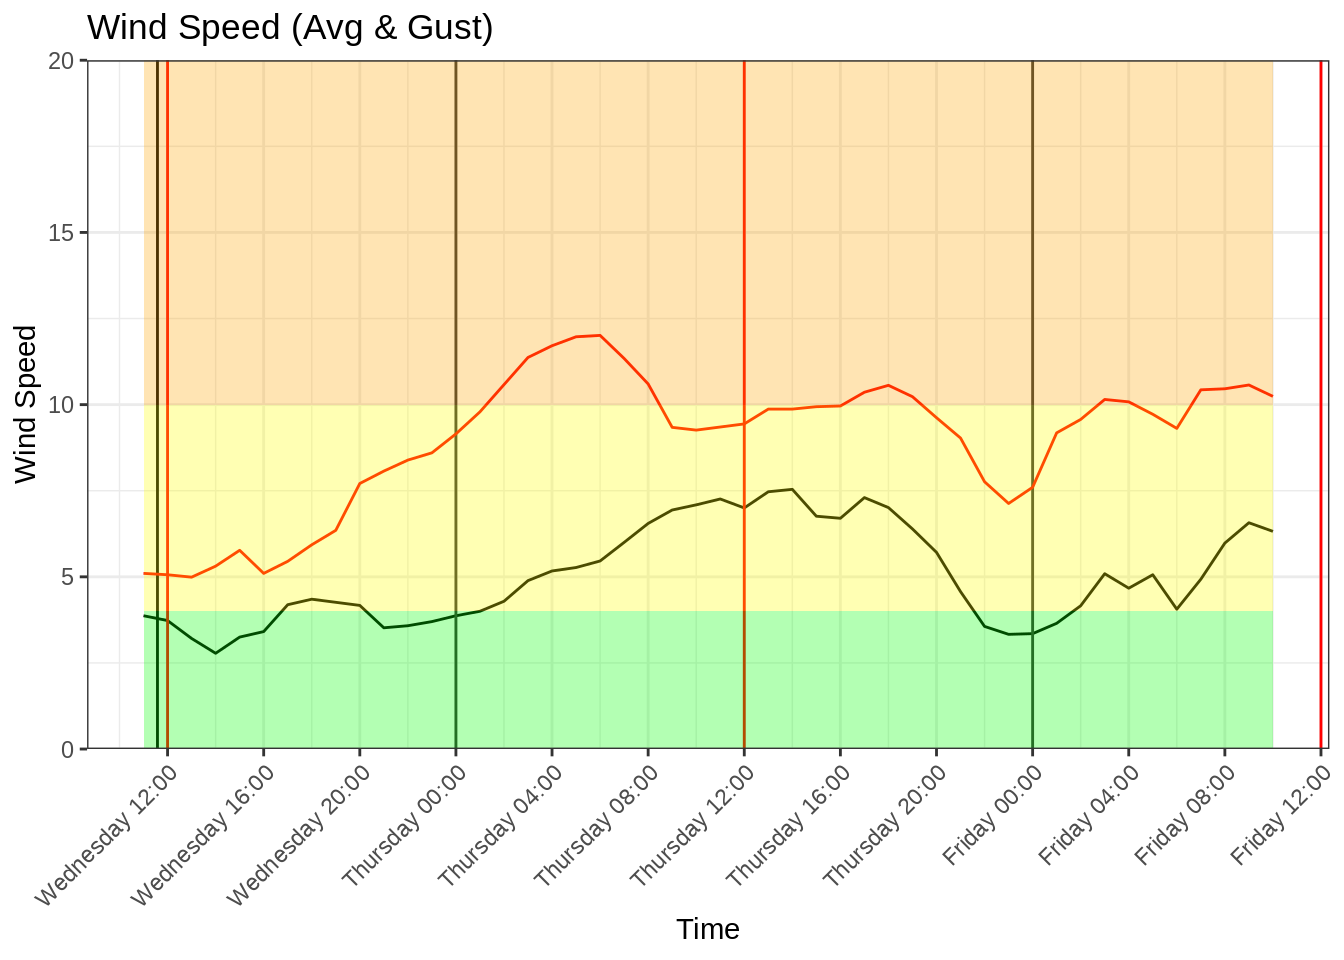 Wind Speed (Avg & Gust)
20
15
10
5
0
Wind Speed
Wednesday 12:00
Wednesday 16:00
Wednesday 20:00
Thursday 00:00
Thursday 04:00
Thursday 08:00
Thursday 12:00
Thursday 16:00
Thursday 20:00
Friday 00:00
Friday 04:00
Friday 08:00
Friday 12:00
Time